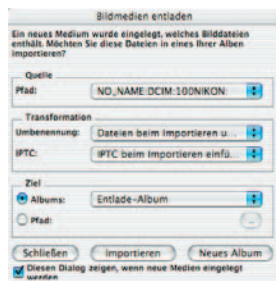 Bildmedien entladen
Ein neues Medium wurde eingelegt, welches Bilddateien
enthält. Möchten Sie diese Dateien in eines Ihrer Alben
importieren?
Quelle
Pfad: NO_NAME:DCIM:100NIKON:
Transformation
Umbenennung: Dateien beim Importieren u...
IPTC: IPTC beim Importieren einfü...
Ziel
Albums: Entlade-Album
Pfad: ...
Schließen Importieren Neues Album
Diesen Dialog zeigen, wenn neue Medien eingelegt
werden